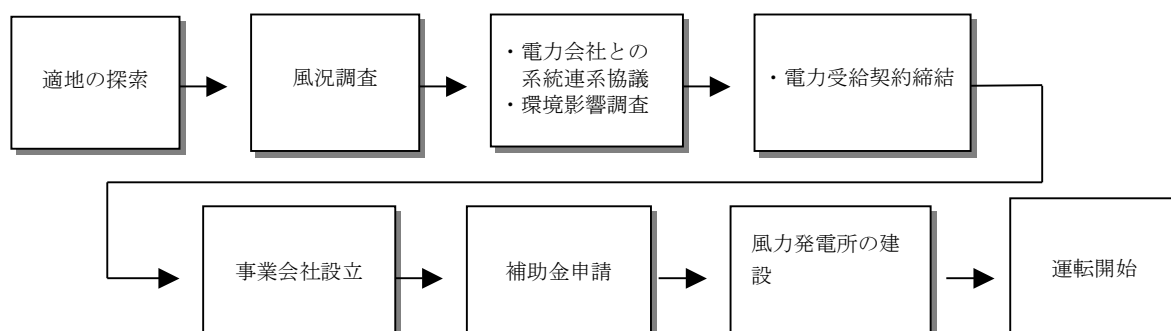 適地の探索
風況調査
・電力会社との
系統連系協議
・環境影響調査
・電力受給契約締結
事業会社設立
補助金申請
風力発電所の建
設
運転開始